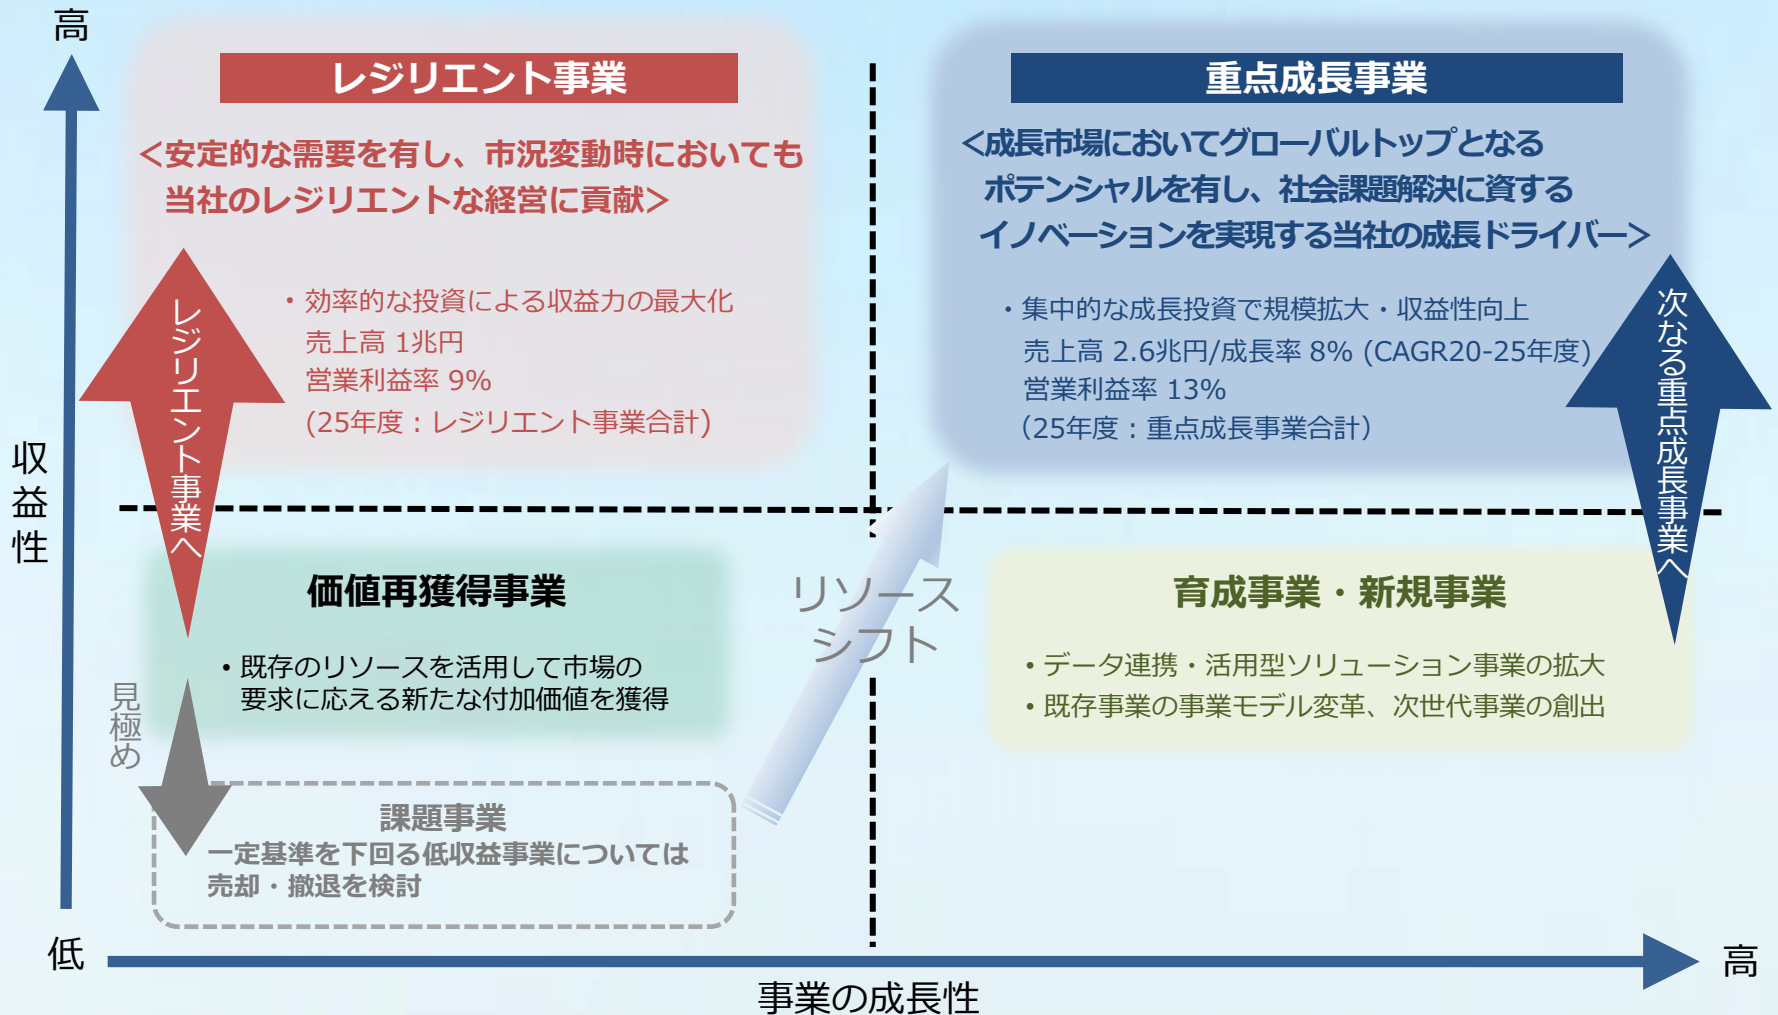 高
レジリエント事業
<安定的な需要を有し、市況変動時においても
当社のレジリエントな経営に貢献>
・効率的な投資による収益力の最大化
売上高 1兆円
営業利益率 9%
(25年度：レジリエント事業合計)
レジリエント事業へ
重点成長事業
<成長市場においてグローバルトップとなる
ポテンシャルを有し、社会課題解決に資する
イノベーションを実現する当社の成長ドライバー>
・集中的な成長投資で規模拡大・収益性向上
売上高 2.6兆円/成長率 8% (CAGR20-25年度)
営業利益率 13%
（25年度：重点成長事業合計）
次なる重点成長事業へ
収益性
価値再獲得事業
・既存のリソースを活用して市場の
要求に応える新たな付加価値を獲得
リソース
シフト
育成事業・新規事業
・データ連携・活用型ソリューション事業の拡大
・既存事業の事業モデル変革、次世代事業の創出
見極め
課題事業
一定基準を下回る低収益事業については
売却・撤退を検討
低
高
事業の成長性